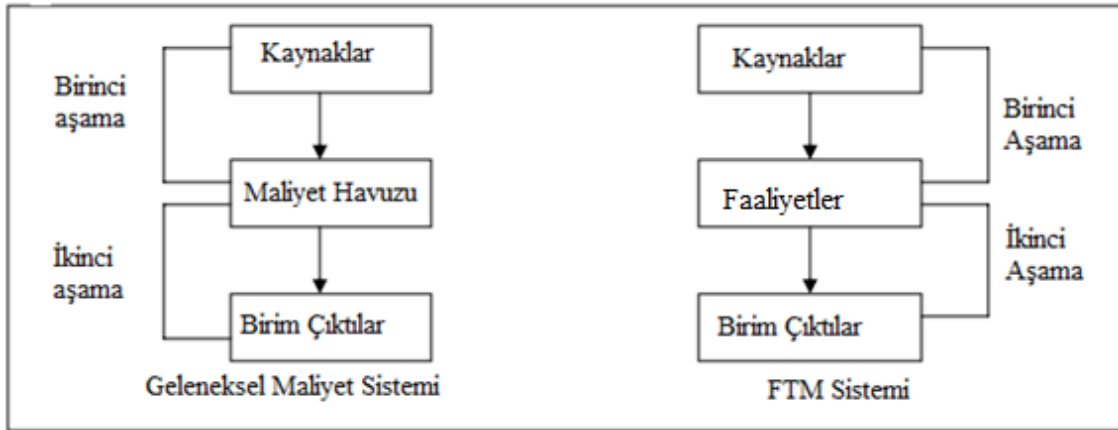 Kaynaklar
Birinci
aşama
Maliyet Havuzu
İkinci
aşama
Birim Çıktılar
Geleneksel Maliyet Sistemi
Kaynaklar
Birinci
Aşama
Faaliyetler
İkinci
Aşama
Birim Çıktılar
FTM Sistemi